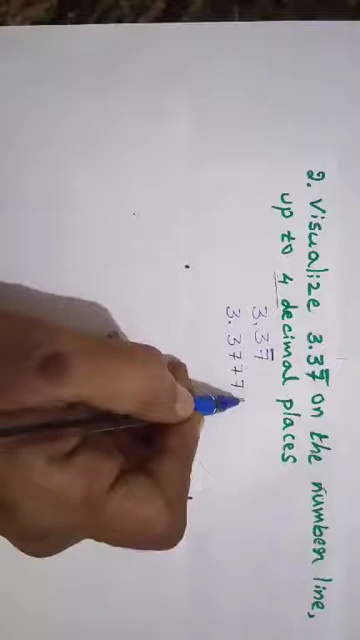 2. Visualize 3.37̅ on the number line,
up to 4 decimal places
3.37̅
3.3777